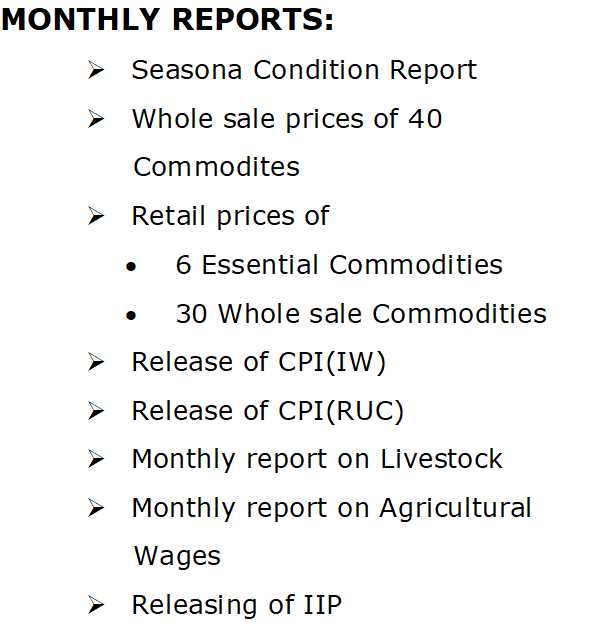 MONTHLY REPORTS:
➢ Seasona Condition Report
➢ Whole sale prices of 40
Commodites
➢ Retail prices of
• 6 Essential Commodities
• 30 Whole sale Commodities
➢ Release of CPI(IW)
➢ Release of CPI(RUC)
➢ Monthly report on Livestock
➢ Monthly report on Agricultural
Wages
➢ Releasing of IIP